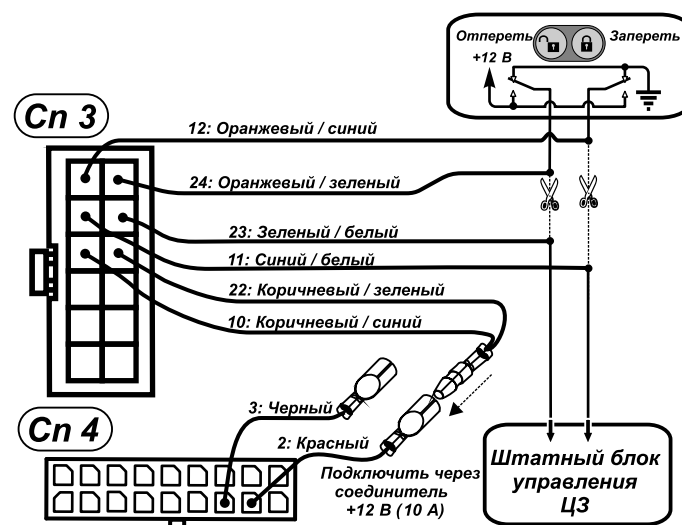 Отпереть
Запереть
+12 В
Сп 3
12: Оранжевый / синий
24: Оранжевый / зеленый
23: Зеленый / белый
11: Синий / белый
22: Коричневый / зеленый
10: Коричневый / синий
3: Черный
Сп 4
2: Красный
Подключить через
соединитель
+12 В (10 А)
Штатный блок
управления
ЦЗ